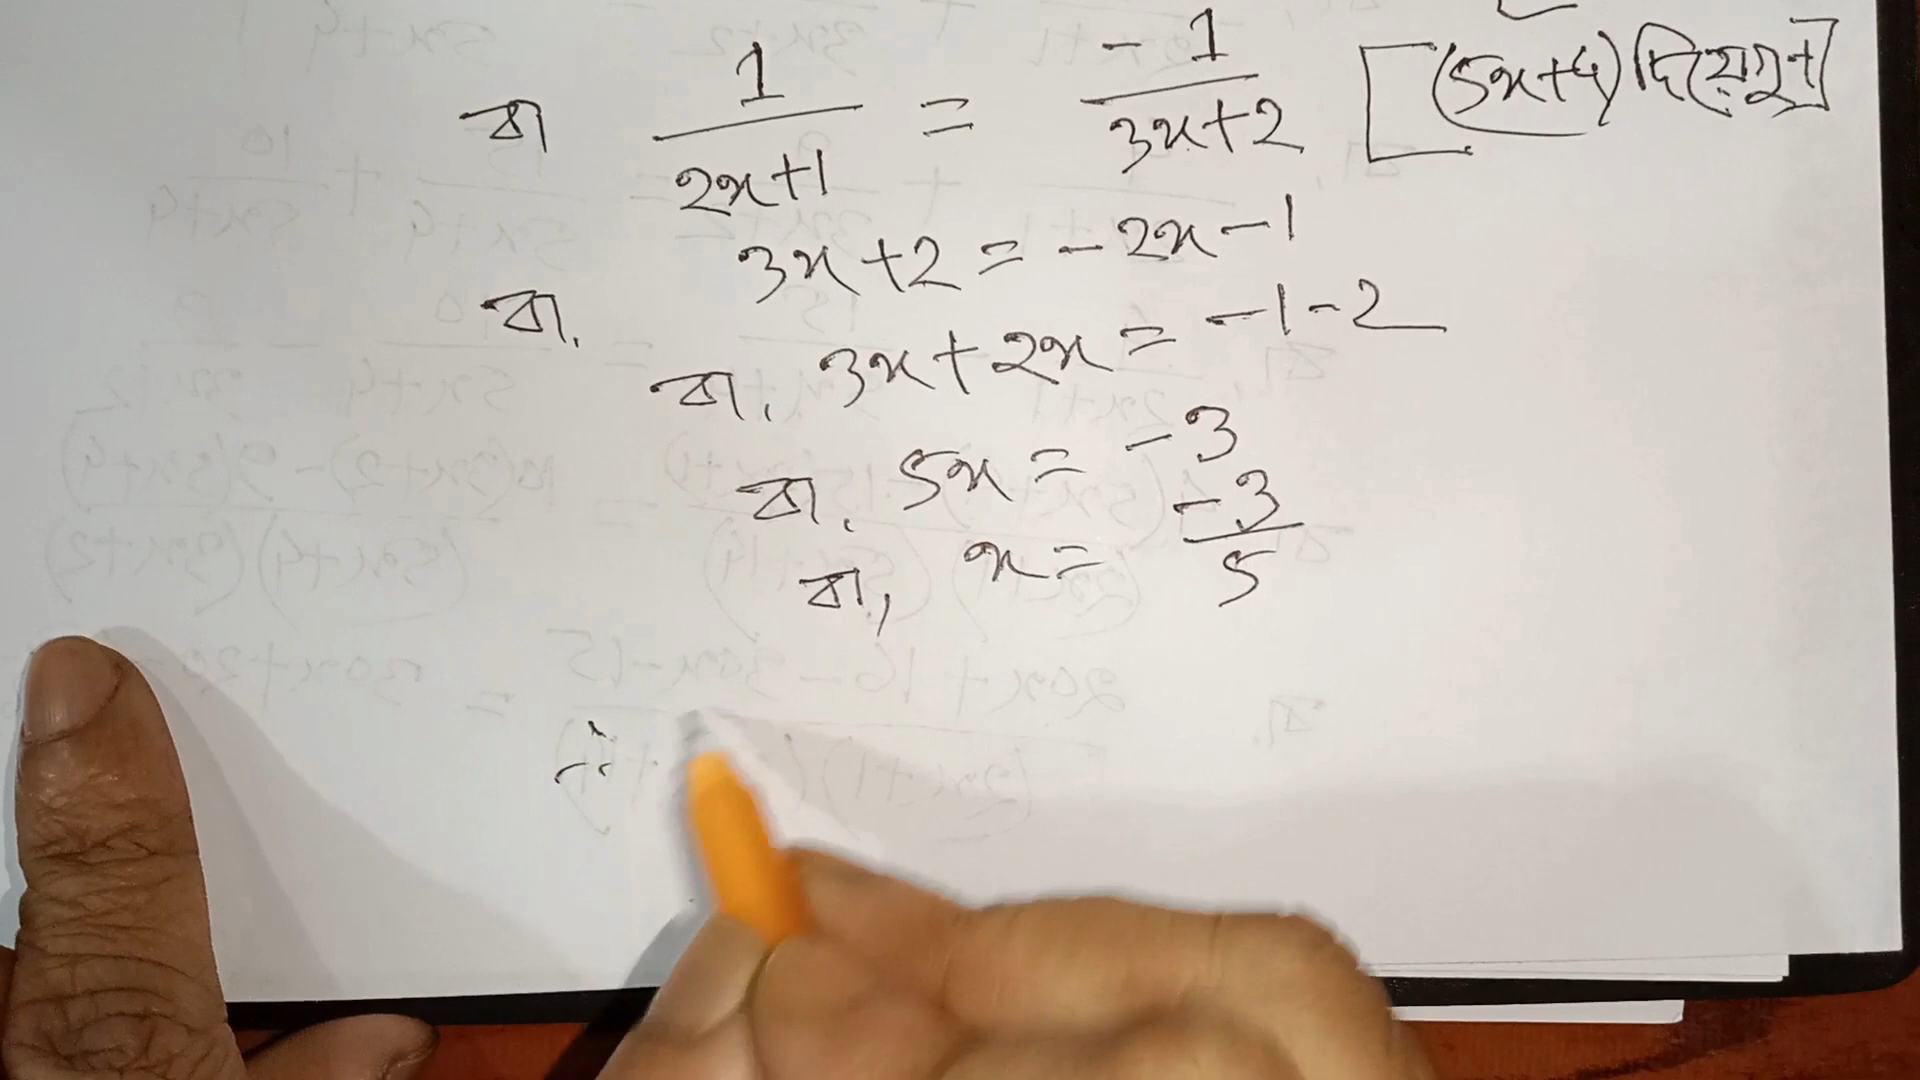 বা 1/(2x+1) = -1/(3x+2) [(5x+4) দিয়ে গুণ]
বা, 3x+2 = -2x-1
বা, 3x+2x = -1-2
বা, 5x = -3
বা, x = -3/5
∴